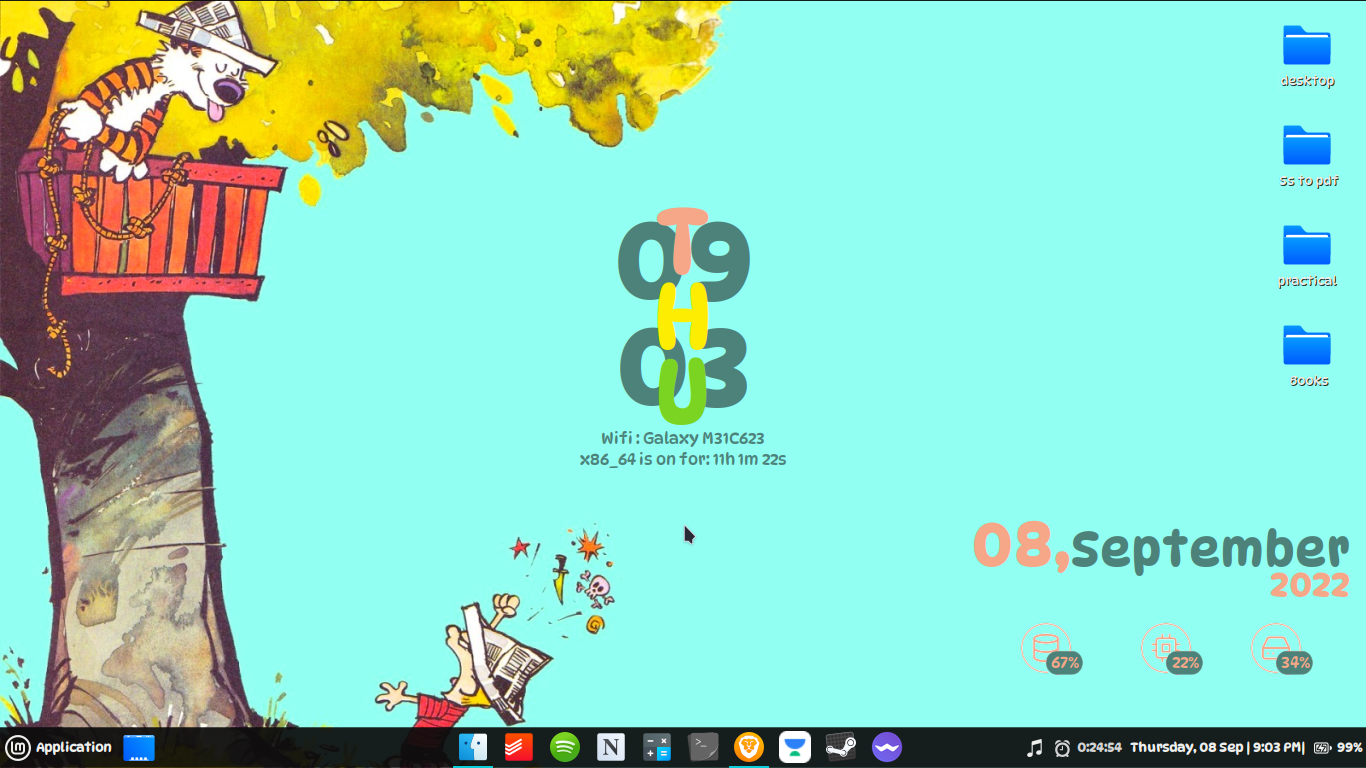 desktop
Ss to pdf
practical
Books
09
03
THU
Wifi : Galaxy M31C623
x86_64 is on for: 11h 1m 22s
08,September
2022
67%
22%
34%
Application
N
>_
0:24:54
Thursday, 08 Sep | 9:03 PM|
99%